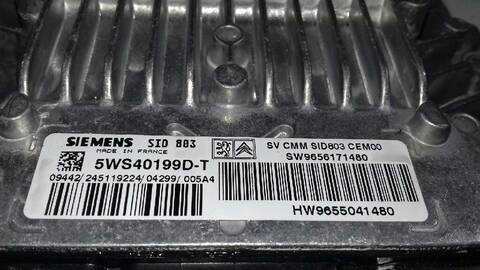 SIEMENS SID 803
MADE IN FRANCE
5WS40199D-T
09442/245119224/04299/005A4
SV CMM SID803 CEM00
SW9656171480
HW9655041480